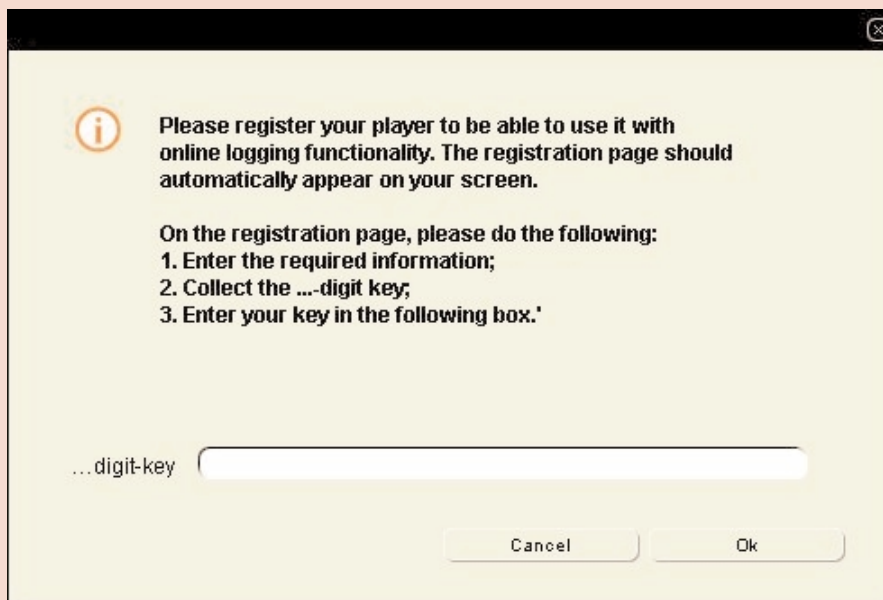 Please register your player to be able to use it with
online logging functionality. The registration page should
automatically appear on your screen.
On the registration page, please do the following:
1. Enter the required information;
2. Collect the ...-digit key;
3. Enter your key in the following box.'
...digit-key
Cancel Ok